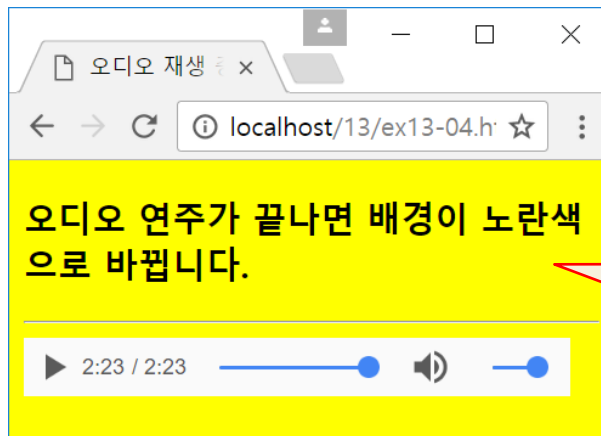 오디오 재생
localhost/13/ex13-04.h
오디오 연주가 끝나면 배경이 노란색
으로 바뀝니다.
2:23 / 2:23